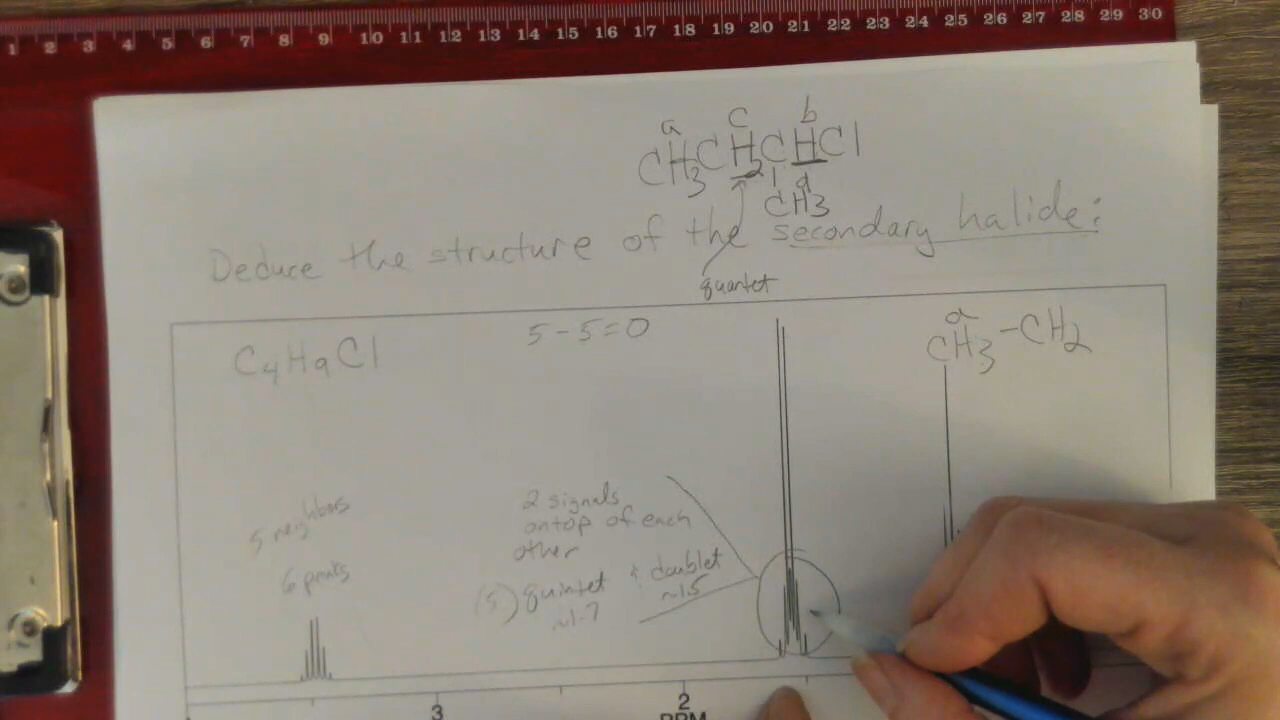 1 2 3 4 5 6 7 8 9 10 11 12 13 14 15 16 17 18 19 20 21 22 23 24 25 26 27 28 29 30
a c b
CH3CH2CHCl
d
CH3
Deduce the structure of the secondary halide:
quartet
C4H9Cl
5-5=0
a
CH3-CH2
5 neighbors
6 peaks
2 signals
ontop of each
other
(5) quintet & doublet
~1.7 ~1.5
3 2
PPM